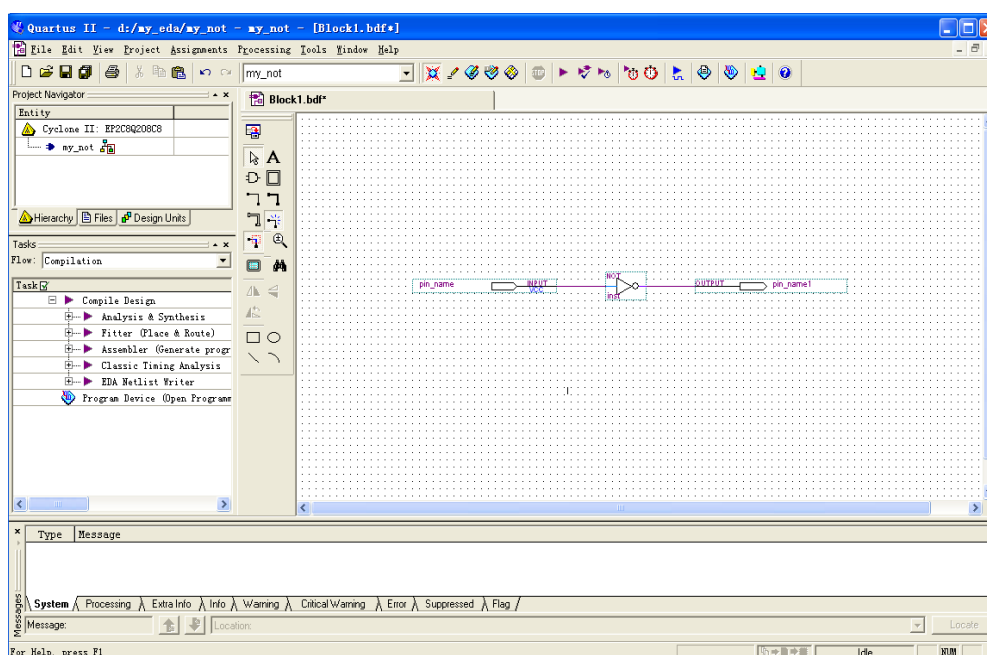 Quartus II - d:/my_eda/my_not - my_not - [Block1.bdf*]
File Edit View Project Assignments Processing Tools Window Help
my_not
Project Navigator
Block1.bdf*
Entity
Cyclone II: EP2C8Q208C8
my_not
Hierarchy Files Design Units
Tasks
Flow: Compilation
Task
Compile Design
Analysis & Synthesis
Fitter (Place & Route)
Assembler (Generate progr
Classic Timing Analysis
EDA Netlist Writer
Program Device (Open Programm
pin_name INPUT VCC NOT inst OUTPUT pin_name1
Type Message
System Processing Extra Info Info Warning Critical Warning Error Suppressed Flag
Messages
Message: Location: Locate
For Help, press F1 Idle NUM